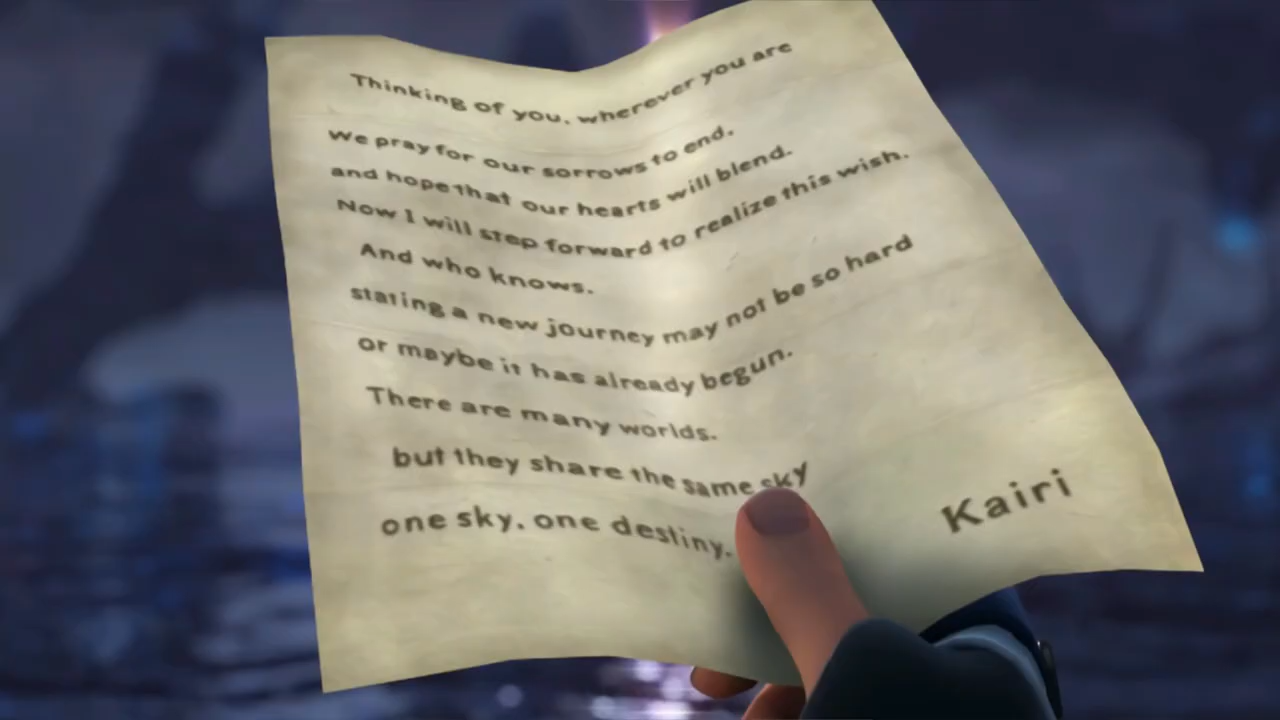 Thinking of you, wherever you are
We pray for our sorrows to end,
and hope that our hearts will blend.
Now I will step forward to realize this wish.
And who knows.
stating a new journey may not be so hard
or maybe it has already begun.
There are many worlds.
but they share the same sky
one sky, one destiny.
Kairi